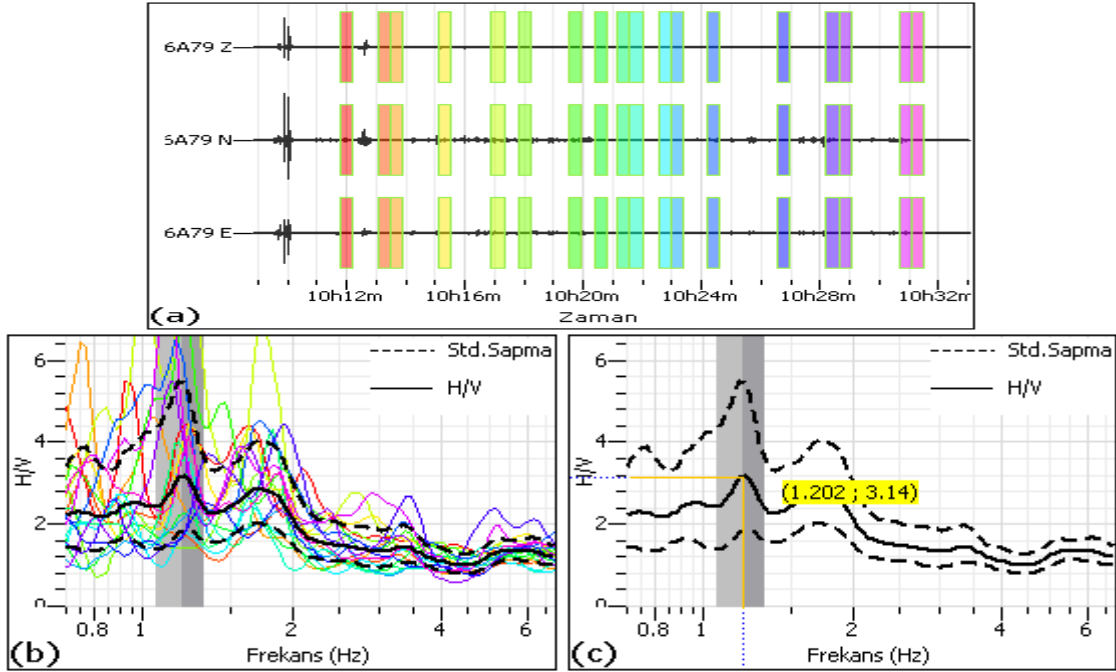 6A79 Z
5A79 N
6A79 E
10h12m 10h16m 10h20m 10h24m 10h28m 10h32m
Zaman
(a)
Std.Sapma
H/V
6
4
2
0
H/V
0.8 1 2 4 6
Frekans (Hz)
(b)
Std.Sapma
H/V
(1.202 ; 3.14)
6
4
2
0
H/V
0.8 1 2 4 6
Frekans (Hz)
(c)